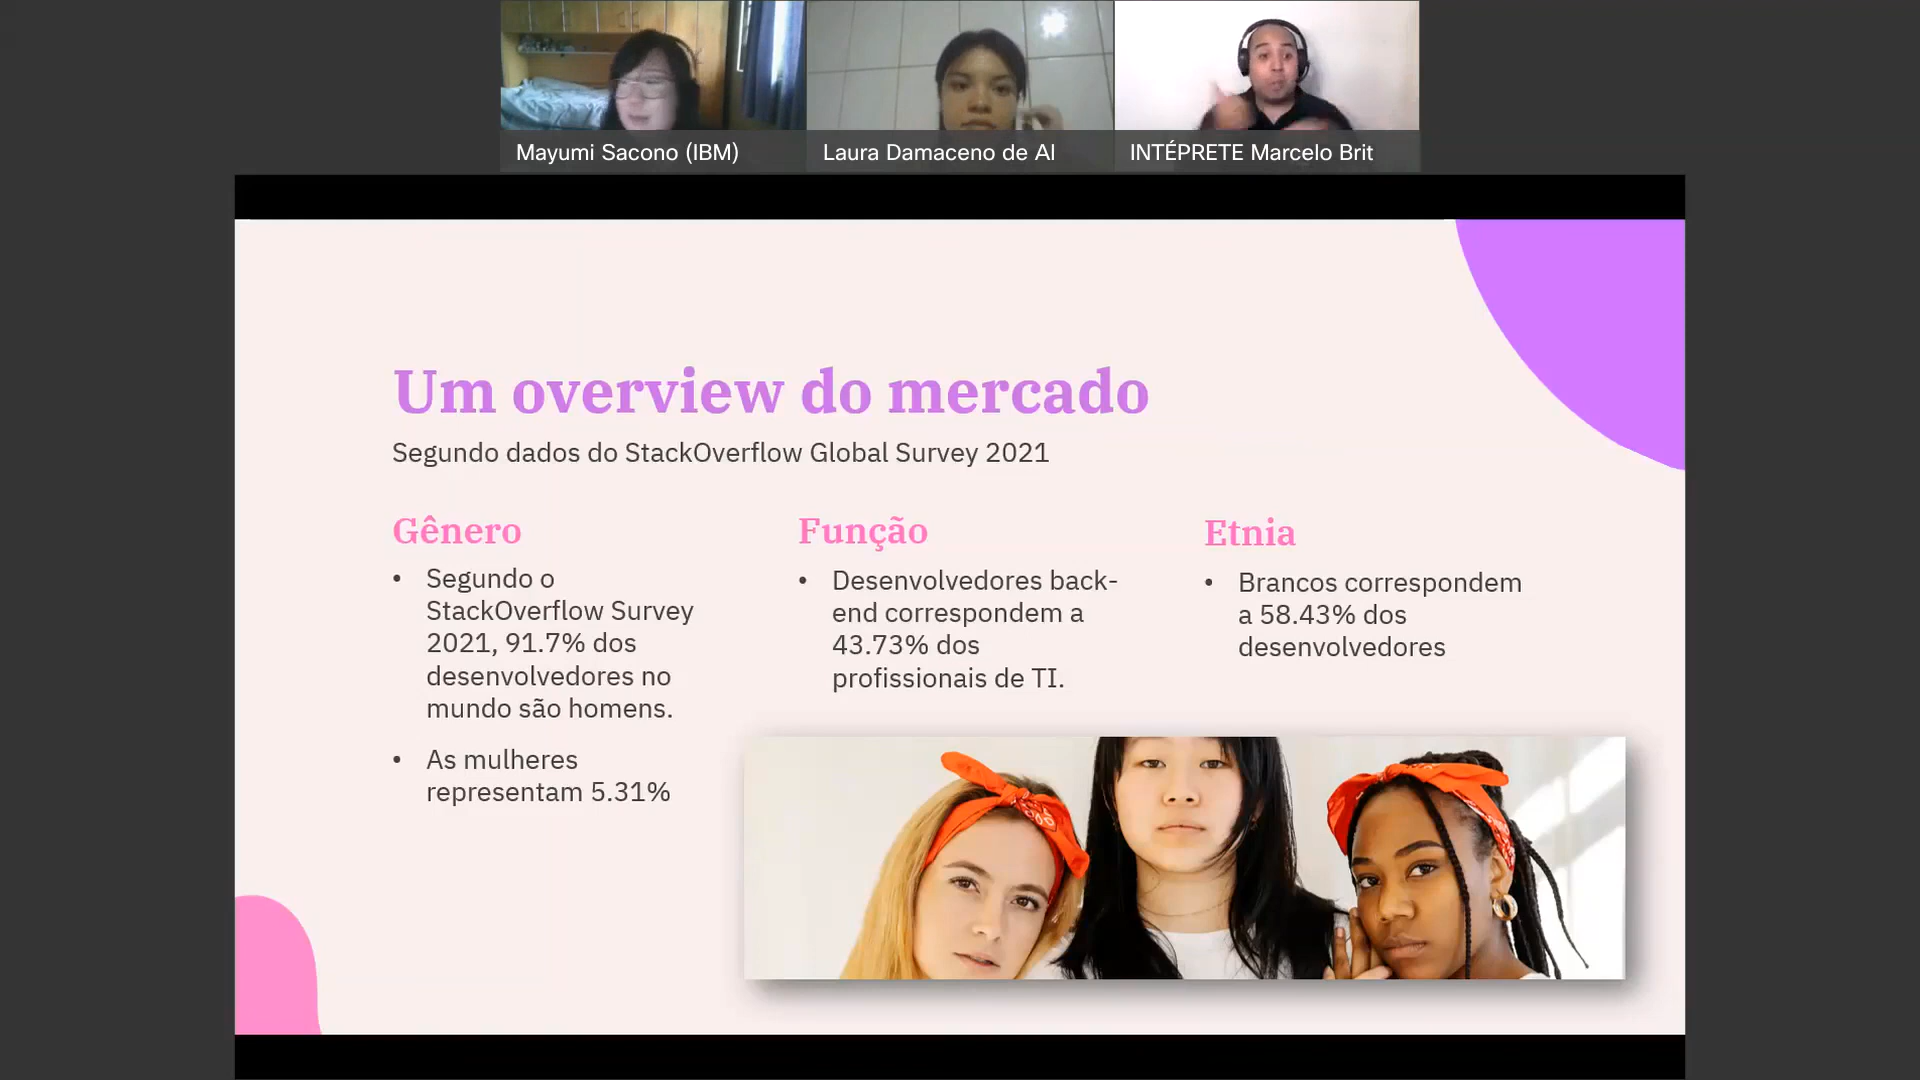 Mayumi Sacono (IBM)
Laura Damaceno de Al
INTÉPRETE Marcelo Brit
Um overview do mercado
Segundo dados do StackOverflow Global Survey 2021
Gênero
• Segundo o
StackOverflow Survey
2021, 91.7% dos
desenvolvedores no
mundo são homens.
• As mulheres
representam 5.31%
Função
• Desenvolvedores back-
end correspondem a
43.73% dos
profissionais de TI.
Etnia
• Brancos correspondem
a 58.43% dos
desenvolvedores